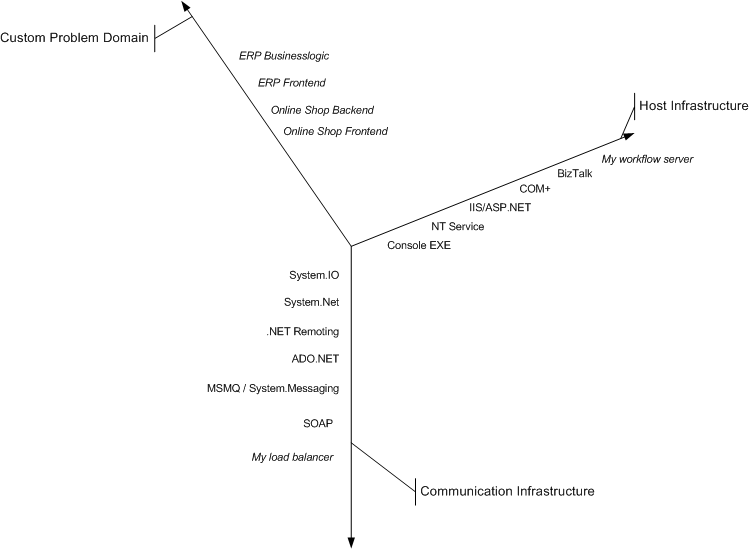 Custom Problem Domain
ERP Businesslogic
ERP Frontend
Online Shop Backend
Online Shop Frontend
Host Infrastructure
My workflow server
BizTalk
COM+
IIS/ASP.NET
NT Service
Console EXE
System.IO
System.Net
.NET Remoting
ADO.NET
MSMQ / System.Messaging
SOAP
My load balancer
Communication Infrastructure